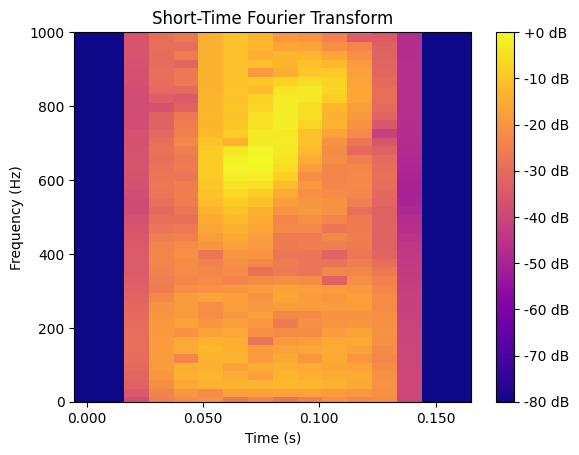 Short-Time Fourier Transform
Frequency (Hz)
1000
800
600
400
200
0
0.000
0.050
0.100
0.150
Time (s)
+0 dB
-10 dB
-20 dB
-30 dB
-40 dB
-50 dB
-60 dB
-70 dB
-80 dB